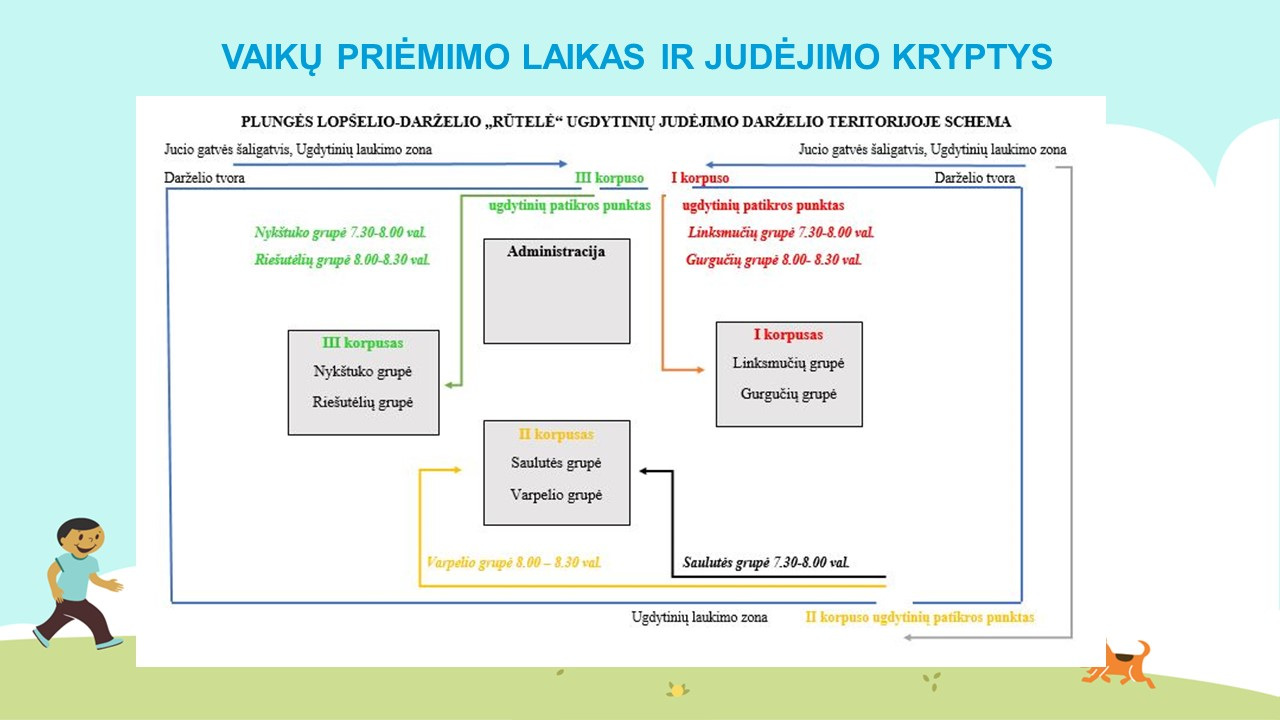 VAIKŲ PRIĖMIMO LAIKAS IR JUDĖJIMO KRYPTYS
PLUNGĖS LOPŠELIO-DARŽELIO „RŪTELĖ“ UGDYTINIŲ JUDĖJIMO DARŽELIO TERITORIJOJE SCHEMA
Jucio gatvės šaligatvis, Ugdytinių laukimo zona
Jucio gatvės šaligatvis, Ugdytinių laukimo zona
Darželio tvora
III korpuso
I korpuso
Darželio tvora
ugdytinių patikros punktas
ugdytinių patikros punktas
Nykštuko grupė 7.30-8.00 val.
Linksmučių grupė 7.30-8.00 val.
Riešutėlių grupė 8.00-8.30 val.
Gurgučių grupė 8.00- 8.30 val.
Administracija
III korpusas
Nykštuko grupė
Riešutėlių grupė
I korpusas
Linksmučių grupė
Gurgučių grupė
II korpusas
Saulutės grupė
Varpelio grupė
Varpelio grupė 8.00 – 8.30 val.
Saulutės grupė 7.30-8.00 val.
Ugdytinių laukimo zona
II korpuso ugdytinių patikros punktas